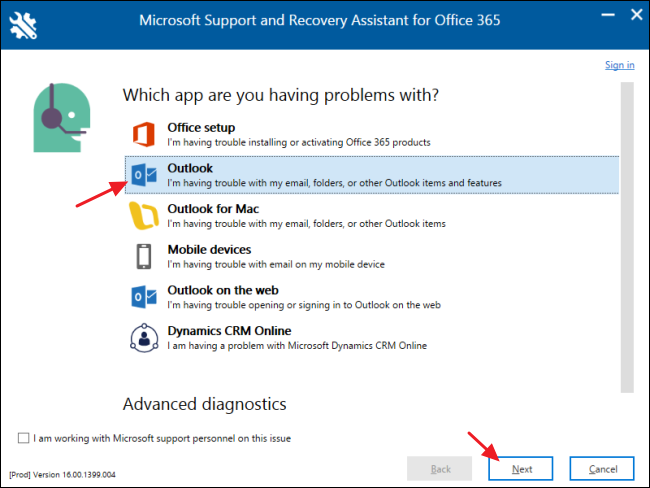 Microsoft Support and Recovery Assistant for Office 365
Sign in
Which app are you having problems with?
Office setup
I'm having trouble installing or activating Office 365 products
Outlook
I'm having trouble with my email, folders, or other Outlook items and features
Outlook for Mac
I'm having trouble with my email, folders, or other Outlook items
Mobile devices
I'm having trouble with email on my mobile device
Outlook on the web
I'm having trouble opening or signing in to Outlook on the web
Dynamics CRM Online
I am having a problem with Microsoft Dynamics CRM Online
Advanced diagnostics
I am working with Microsoft support personnel on this issue
[Prod] Version 16.00.1399.004
Back
Next
Cancel